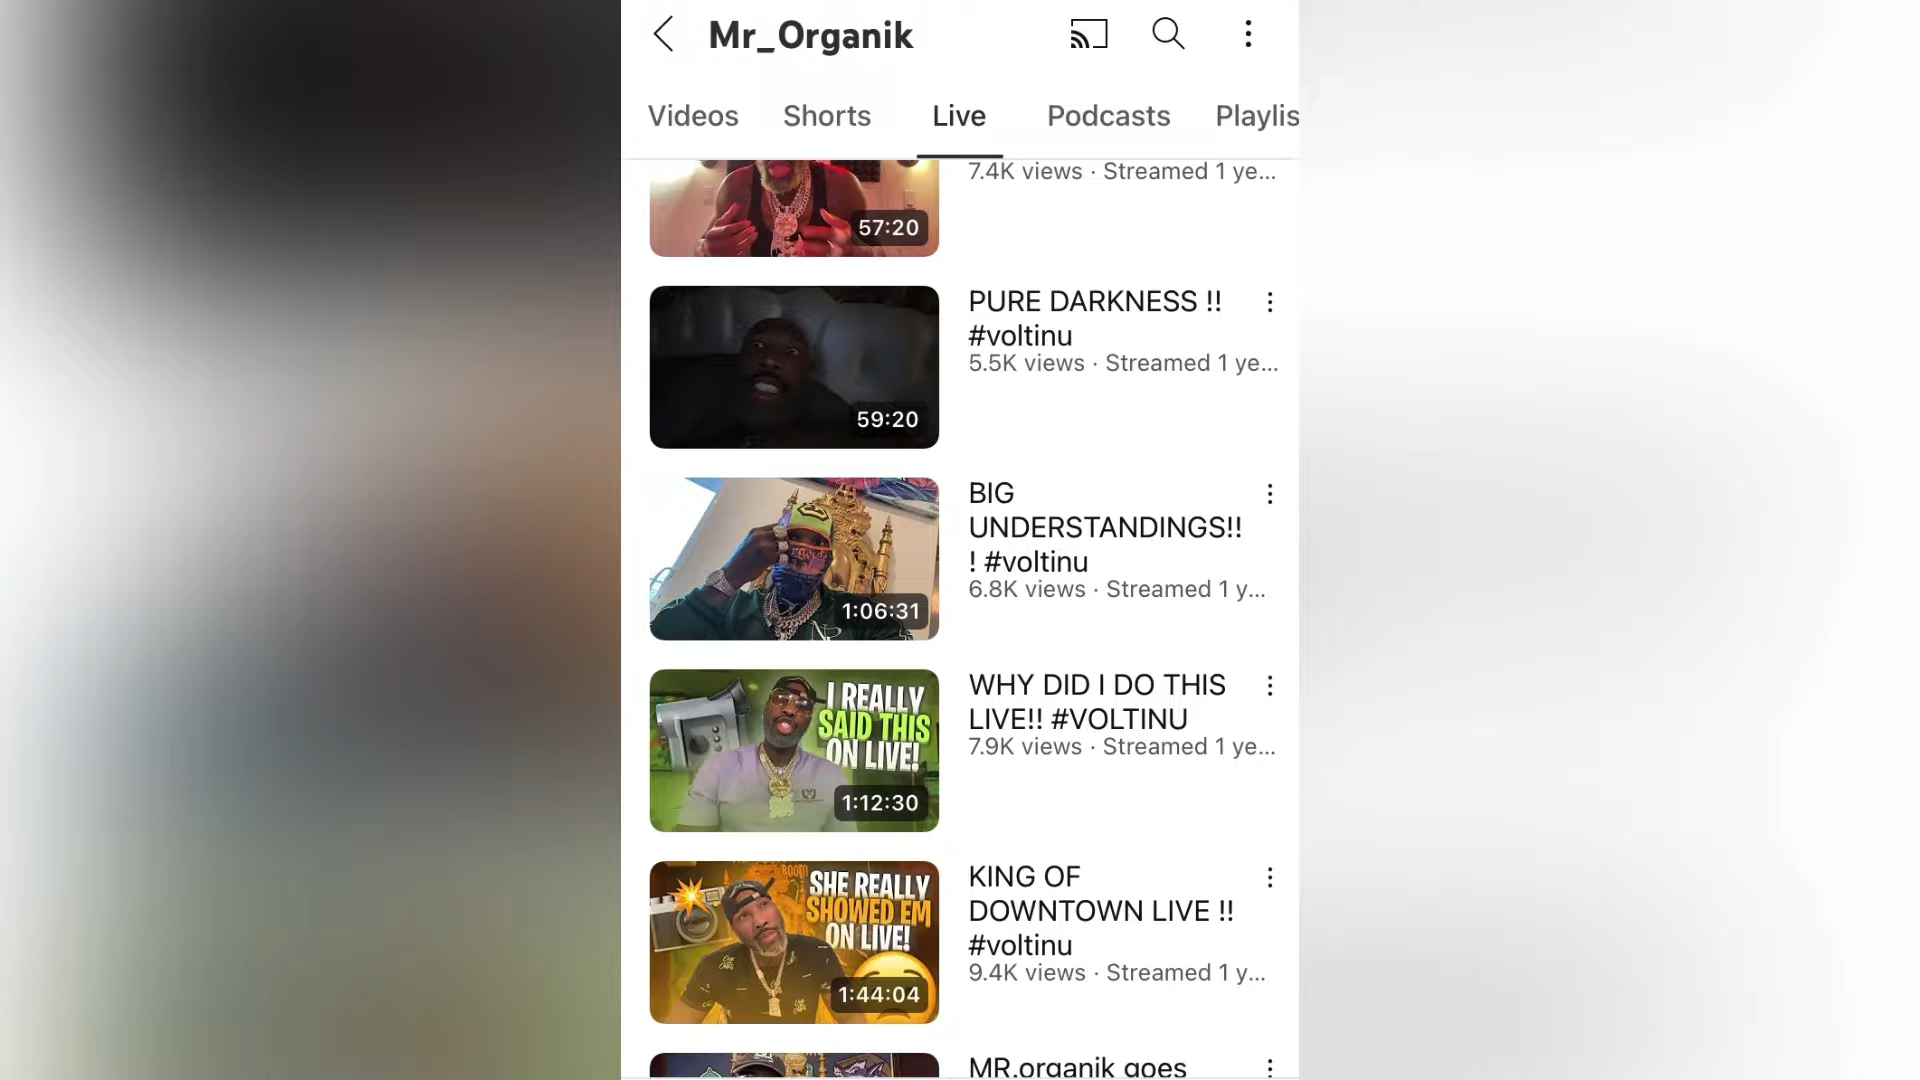 Mr_Organik
Videos
Shorts
Live
Podcasts
Playlis
7.4K views · Streamed 1 ye...
57:20
PURE DARKNESS !!
#voltinu
5.5K views · Streamed 1 ye...
59:20
BIG
UNDERSTANDINGS!!
! #voltinu
6.8K views · Streamed 1 y...
1:06:31
WHY DID I DO THIS
LIVE!! #VOLTINU
7.9K views · Streamed 1 ye...
I REALLY
SAID THIS
ON LIVE!
1:12:30
KING OF
DOWNTOWN LIVE !!
#voltinu
9.4K views · Streamed 1 y...
BOOM
SHE REALLY
SHOWED EM
ON LIVE!
1:44:04
MR.organik goes